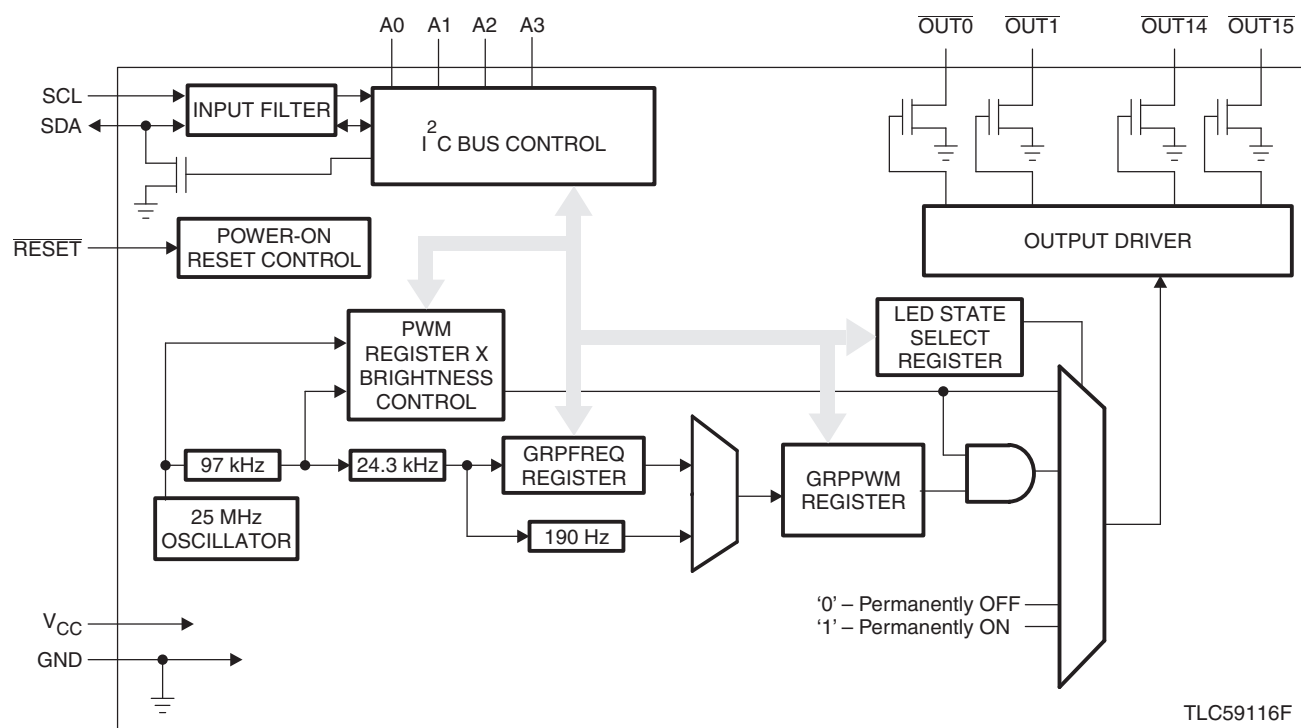 A0 A1 A2 A3
OUT0 OUT1 OUT14 OUT15
SCL
SDA
INPUT FILTER
I²C BUS CONTROL
RESET
POWER-ON
RESET CONTROL
OUTPUT DRIVER
PWM
REGISTER X
BRIGHTNESS
CONTROL
LED STATE
SELECT
REGISTER
97 kHz
24.3 kHz
GRPFREQ
REGISTER
GRPPWM
REGISTER
25 MHz
OSCILLATOR
190 Hz
'0' – Permanently OFF
'1' – Permanently ON
VCC
GND
TLC59116F